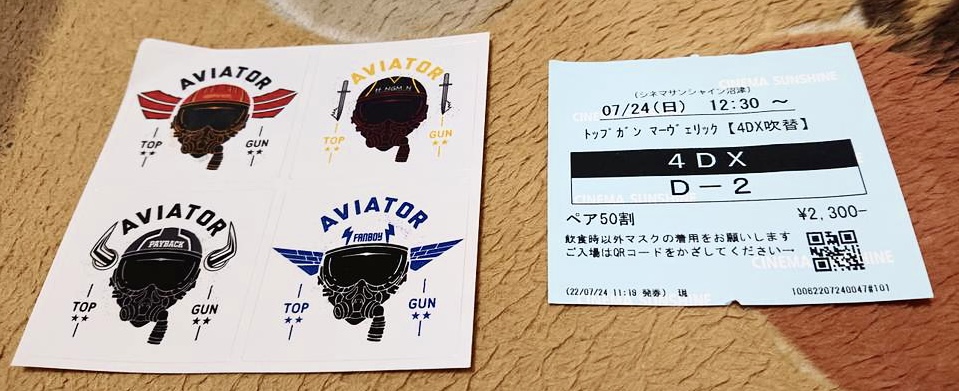 AVIATOR
TOP GUN
AVIATOR
H NGM N
TOP GUN
AVIATOR
PAYBACK
TOP GUN
AVIATOR
FANBOY
TOP GUN
CINEMA SUNSHINE
(シネマサンシャイン沼津)
07/24(日) 12:30 ~
トップガン マーヴェリック【4DX吹替】
4DX
D-2
ペア50割 ¥2,300-
飲食時以外マスクの着用をお願いします
ご入場はQRコードをかざしてください→
CINEMA SUNSHINE
(22/07/24 11:19 発券)
10062207240047#101